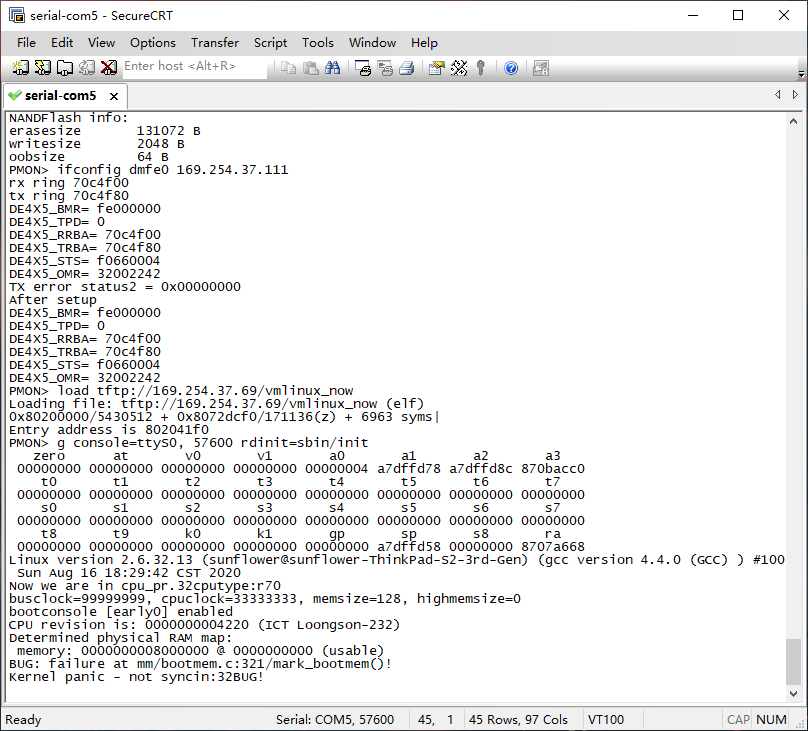 serial-com5 - SecureCRT
File Edit View Options Transfer Script Tools Window Help
Enter host <Alt+R>
serial-com5
NANDFlash info:
erasesize 131072 B
writesize 2048 B
oobsize 64 B
PMON> ifconfig dmfe0 169.254.37.111
rx ring 70c4f00
tx ring 70c4f80
DE4X5_BMR= fe000000
DE4X5_TPD= 0
DE4X5_RRBA= 70c4f00
DE4X5_TRBA= 70c4f80
DE4X5_STS= f0660004
DE4X5_OMR= 32002242
TX error status2 = 0x00000000
After setup
DE4X5_BMR= fe000000
DE4X5_TPD= 0
DE4X5_RRBA= 70c4f00
DE4X5_TRBA= 70c4f80
DE4X5_STS= f0660004
DE4X5_OMR= 32002242
PMON> load tftp://169.254.37.69/vmlinux_now
Loading file: tftp://169.254.37.69/vmlinux_now (elf)
0x80200000/5430512 + 0x8072dcf0/171136(z) + 6963 syms|
Entry address is 802041f0
PMON> g console=ttyS0, 57600 rdinit=sbin/init
zero at v0 v1 a0 a1 a2 a3
00000000 00000000 00000000 00000000 00000004 a7dffd78 a7dffd8c 870bacc0
t0 t1 t2 t3 t4 t5 t6 t7
00000000 00000000 00000000 00000000 00000000 00000000 00000000 00000000
s0 s1 s2 s3 s4 s5 s6 s7
00000000 00000000 00000000 00000000 00000000 00000000 00000000 00000000
t8 t9 k0 k1 gp sp s8 ra
00000000 00000000 00000000 00000000 00000000 a7dffd58 00000000 8707a668
Linux version 2.6.32.13 (sunflower@sunflower-ThinkPad-S2-3rd-Gen) (gcc version 4.4.0 (GCC) ) #100
Sun Aug 16 18:29:42 CST 2020
Now we are in cpu_pr.32cputype:r70
busclock=99999999, cpuclock=33333333, memsize=128, highmemsize=0
bootconsole [early0] enabled
CPU revision is: 0000000004220 (ICT Loongson-232)
Determined physical RAM map:
memory: 0000000008000000 @ 0000000000 (usable)
BUG: failure at mm/bootmem.c:321/mark_bootmem()!
Kernel panic - not syncin:32BUG!
Ready Serial: COM5, 57600 45, 1 45 Rows, 97 Cols VT100 CAP NUM